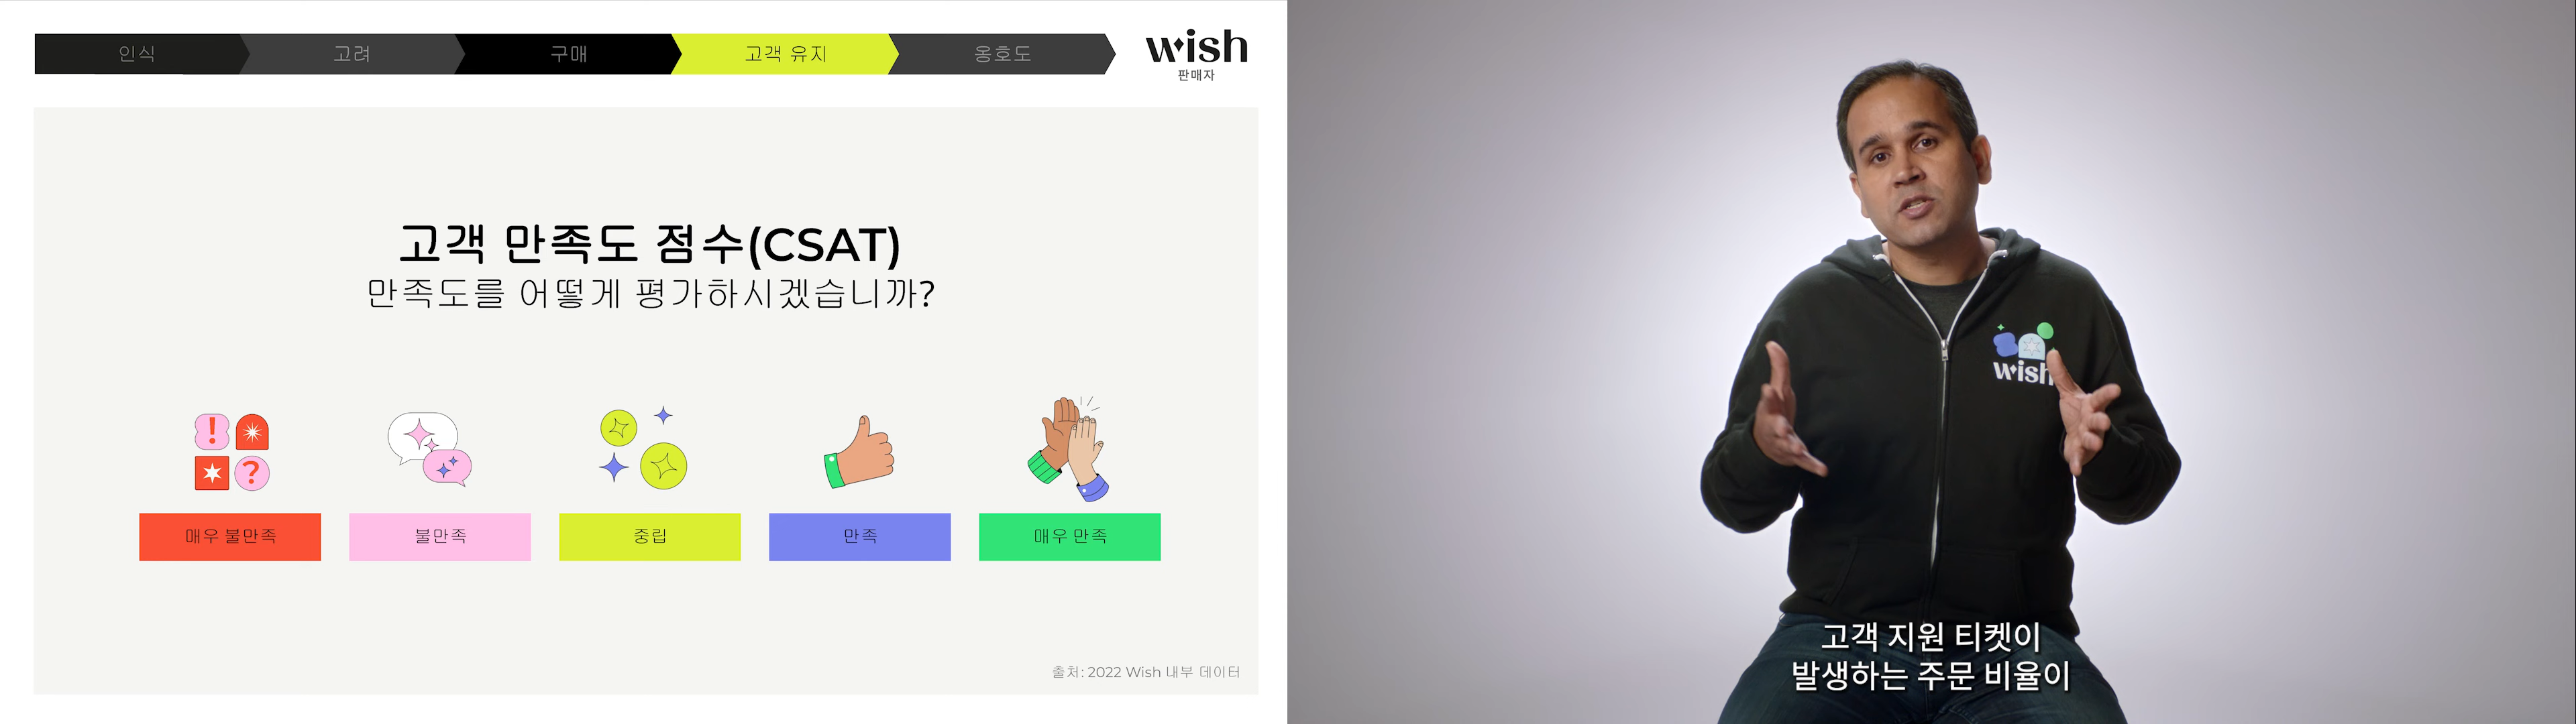 인식
고려
구매
고객 유지
옹호도
wish
판매자
고객 만족도 점수(CSAT)
만족도를 어떻게 평가하시겠습니까?
!
?
매우 불만족
불만족
중립
만족
매우 만족
출처: 2022 Wish 내부 데이터
wish
고객 지원 티켓이
발생하는 주문 비율이